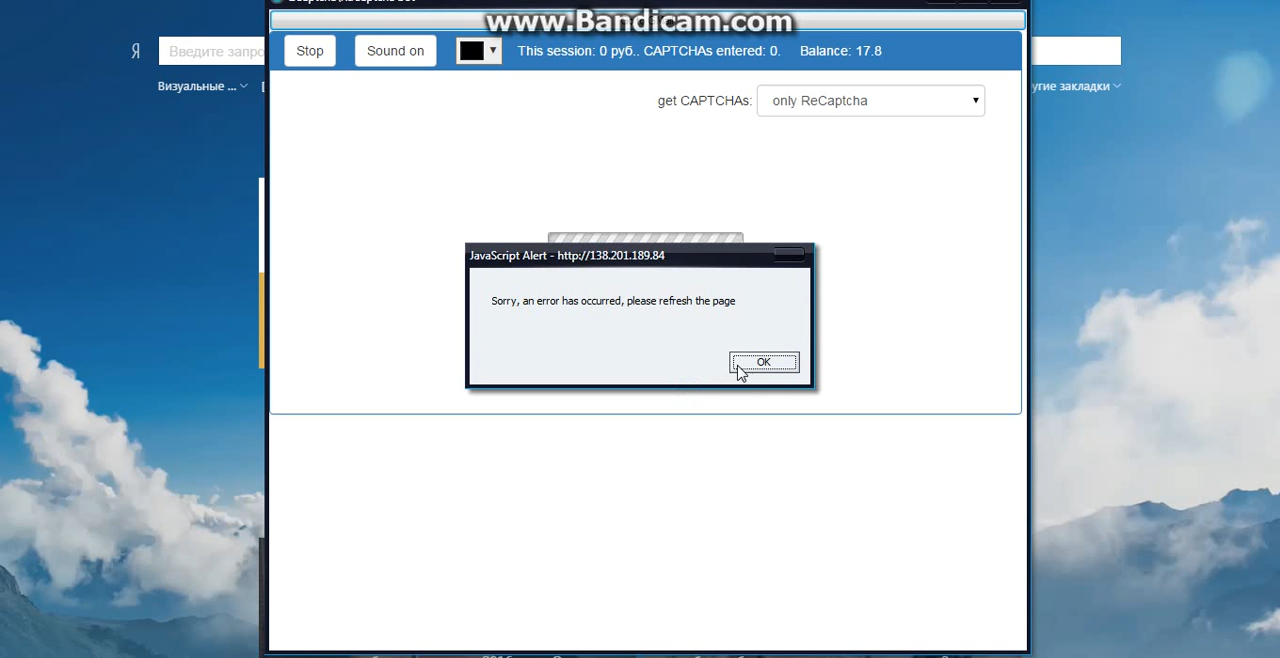 www.Bandicam.com
Я
Введите запро
Stop
Sound on
This session: 0 руб.. CAPTCHAs entered: 0.
Balance: 17.8
Визуальные ...
угие закладки
get CAPTCHAs:
only ReCaptcha
JavaScript Alert - http://138.201.189.84
Sorry, an error has occurred, please refresh the page
OK